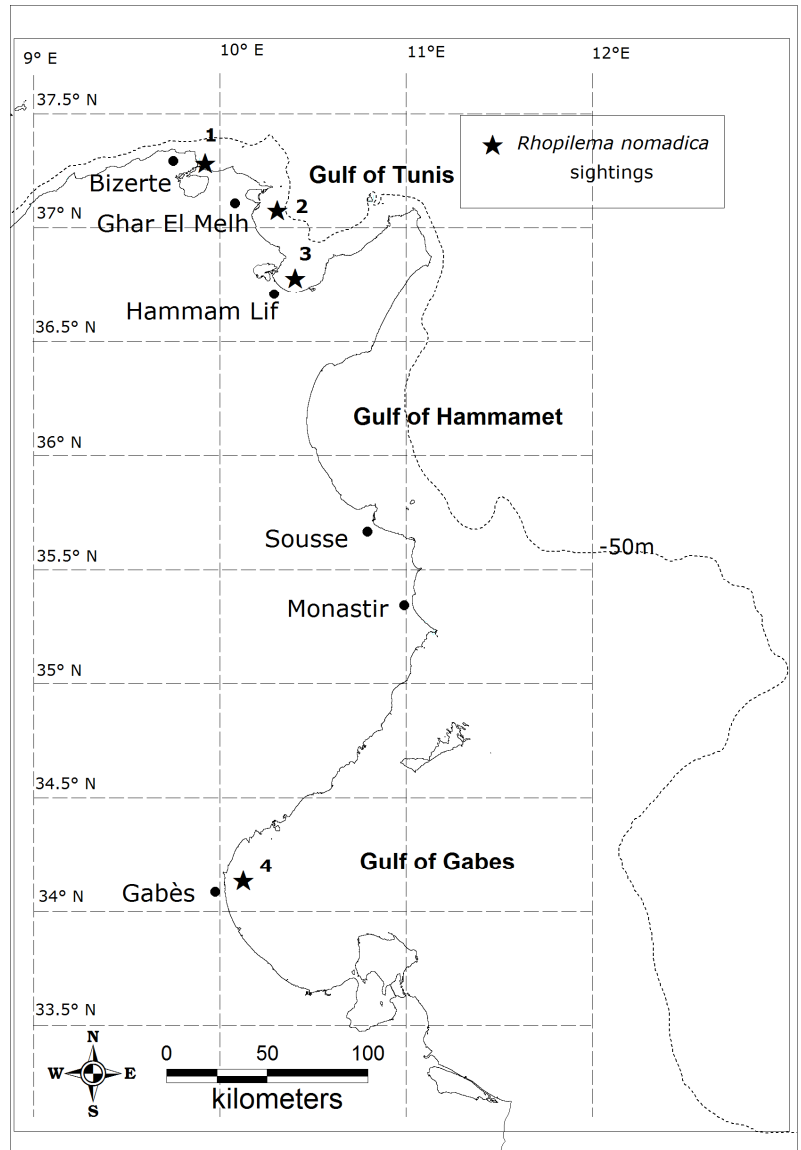 9° E
10° E
11°E
12°E
37.5° N
1
Rhopilema nomadica
sightings
Bizerte
Gulf of Tunis
2
37° N
Ghar El Melh
3
Hammam Lif
36.5° N
Gulf of Hammamet
36° N
Sousse
-50m
35.5° N
Monastir
35° N
34.5° N
4
Gulf of Gabes
Gabès
34° N
33.5° N
N
W
E
S
0 50 100
kilometers